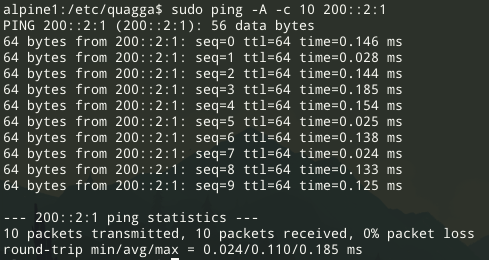 alpine1:/etc/quagga$ sudo ping -A -c 10 200::2:1
PING 200::2:1 (200::2:1): 56 data bytes
64 bytes from 200::2:1: seq=0 ttl=64 time=0.146 ms
64 bytes from 200::2:1: seq=1 ttl=64 time=0.028 ms
64 bytes from 200::2:1: seq=2 ttl=64 time=0.144 ms
64 bytes from 200::2:1: seq=3 ttl=64 time=0.185 ms
64 bytes from 200::2:1: seq=4 ttl=64 time=0.154 ms
64 bytes from 200::2:1: seq=5 ttl=64 time=0.025 ms
64 bytes from 200::2:1: seq=6 ttl=64 time=0.138 ms
64 bytes from 200::2:1: seq=7 ttl=64 time=0.024 ms
64 bytes from 200::2:1: seq=8 ttl=64 time=0.133 ms
64 bytes from 200::2:1: seq=9 ttl=64 time=0.125 ms
--- 200::2:1 ping statistics ---
10 packets transmitted, 10 packets received, 0% packet loss
round-trip min/avg/max = 0.024/0.110/0.185 ms